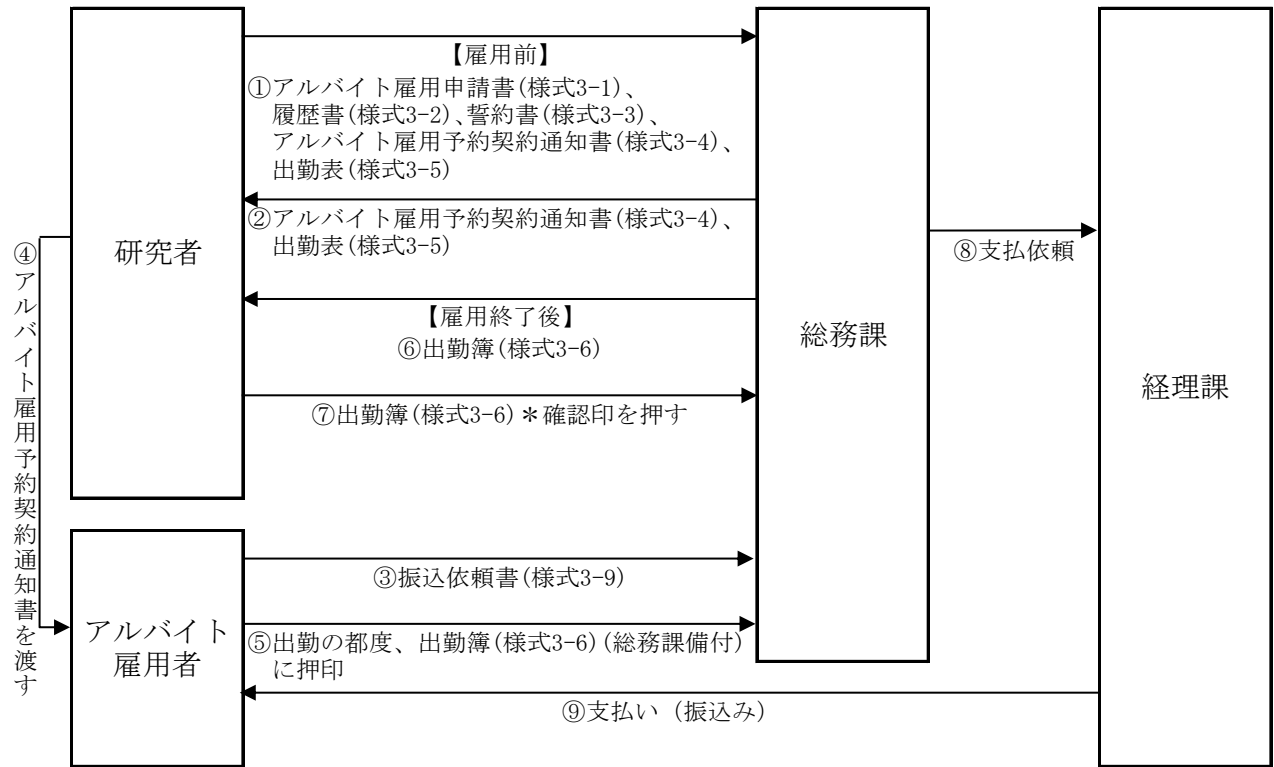 【雇用前】
①アルバイト雇用申請書(様式3-1)、
履歴書(様式3-2)、誓約書(様式3-3)、
アルバイト雇用予約契約通知書(様式3-4)、
出勤表(様式3-5)
②アルバイト雇用予約契約通知書(様式3-4)、
出勤表(様式3-5)
研究者
④アルバイト雇用予約契約通知書を渡す
【雇用終了後】
⑥出勤簿(様式3-6)
⑦出勤簿(様式3-6)＊確認印を押す
総務課
⑧支払依頼
経理課
アルバイト
雇用者
③振込依頼書(様式3-9)
⑤出勤の都度、出勤簿(様式3-6)(総務課備付)
に押印
⑨支払い（振込み）